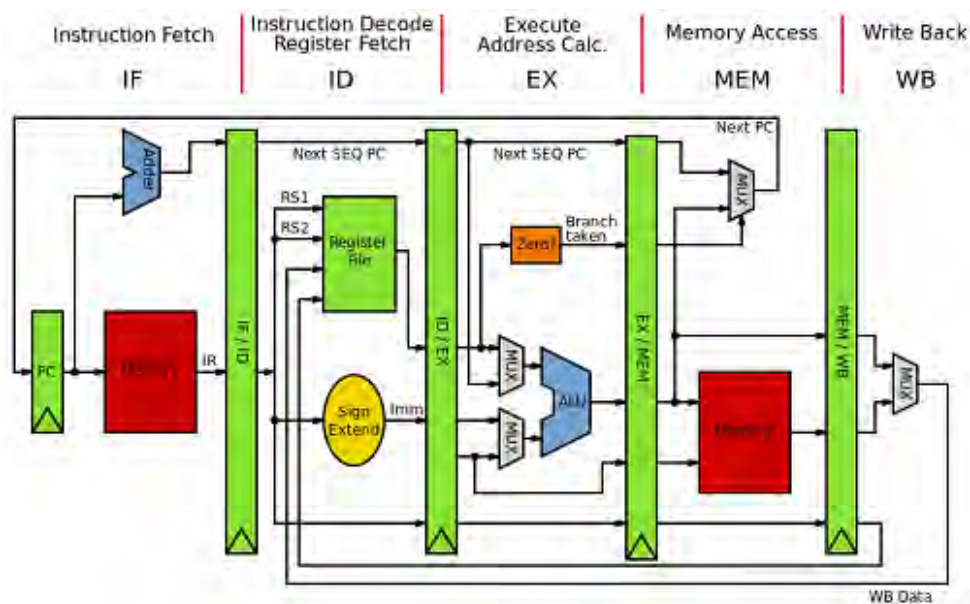 Instruction Fetch
IF
Instruction Decode
Register Fetch
ID
Execute
Address Calc.
EX
Memory Access
MEM
Write Back
WB
Next PC
Adder
Next SEQ PC
Next SEQ PC
MUX
RS1
RS2
Register
File
Branch
taken
Zero?
IF / ID
ID / EX
EX / MEM
MEM / WB
PC
Memory
IR
MUX
ALU
MUX
Sign
Extend
Imm
MUX
Memory
WB Data